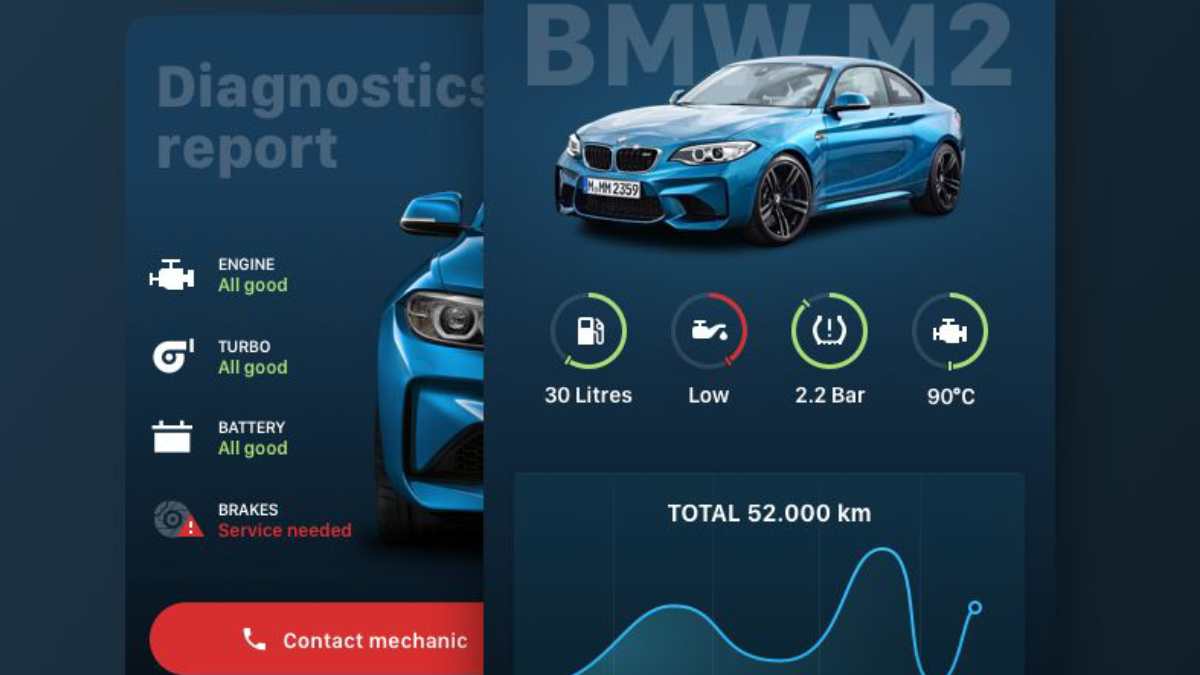 Diagnostics
report
ENGINE
All good
TURBO
All good
BATTERY
All good
BRAKES
Service needed
Contact mechanic
BMW M2
M MM 2359
30 Litres
Low
2.2 Bar
90°C
TOTAL 52.000 km